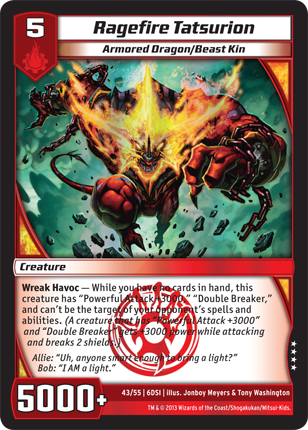 5
Ragefire Tatsurion
Armored Dragon/Beast Kin
Creature
Wreak Havoc — While you have no cards in hand, this
creature has "Powerful Attack +3000," "Double Breaker,"
and can't be the target of your opponent's spells and
abilities. (A creature that has "Powerful Attack +3000"
and "Double Breaker" gets +3000 power while attacking
and breaks 2 shields.)
Allie: "Uh, anyone smart enough to bring a light?"
Bob: "I AM a light."
5000+
43/55 | 6DSI | illus. Jonboy Meyers & Tony Washington
TM & © 2013 Wizards of the Coast/Shogakukan/Mitsui-Kids.